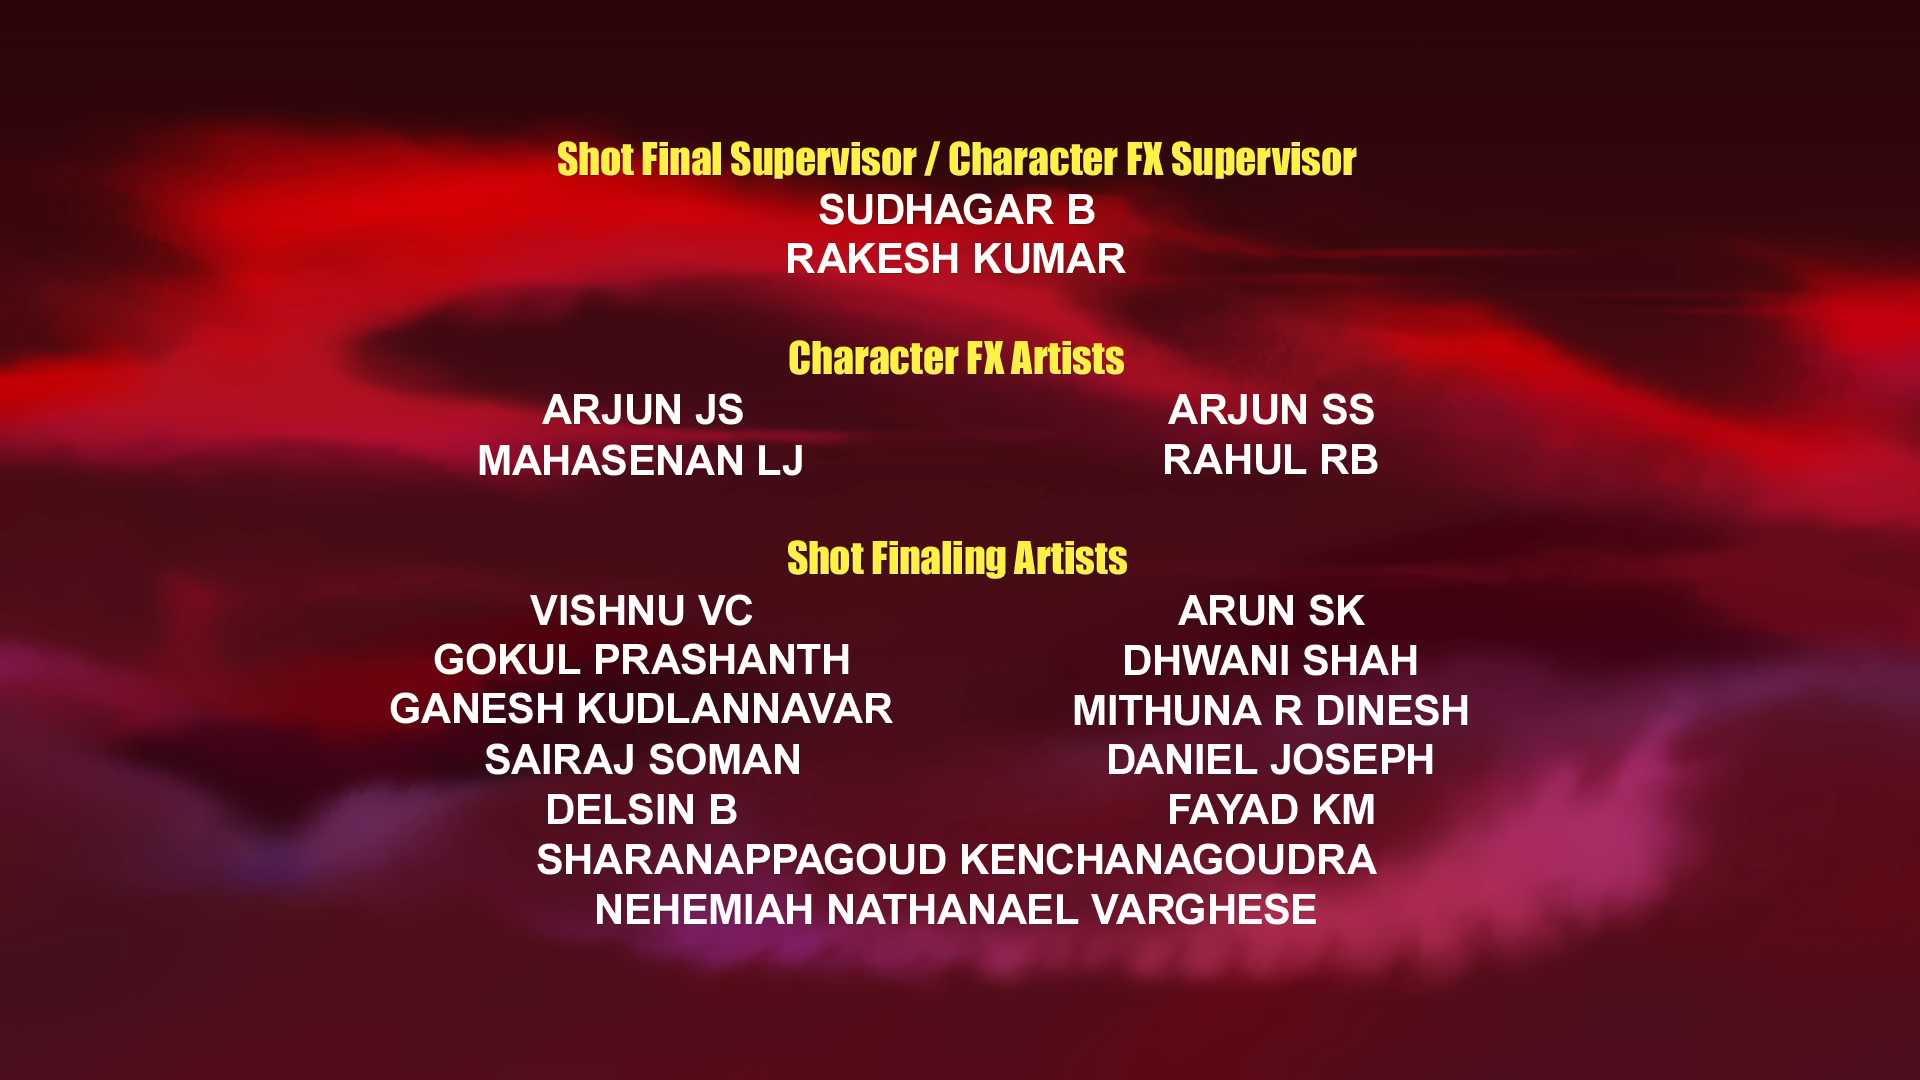 Shot Final Supervisor / Character FX Supervisor
SUDHAGAR B
RAKESH KUMAR
Character FX Artists
ARJUN JS ARJUN SS
MAHASENAN LJ RAHUL RB
Shot Finaling Artists
VISHNU VC ARUN SK
GOKUL PRASHANTH DHWANI SHAH
GANESH KUDLANNAVAR MITHUNA R DINESH
SAIRAJ SOMAN DANIEL JOSEPH
DELSIN B FAYAD KM
SHARANAPPAGOUD KENCHANAGOUDRA
NEHEMIAH NATHANAEL VARGHESE